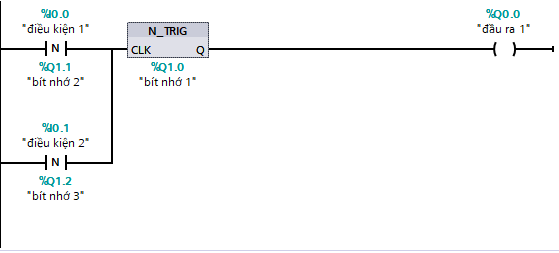 %I0.0
"điều kiện 1"
N
%Q1.1
"bít nhớ 2"
N_TRIG
CLK Q
%Q1.0
"bít nhớ 1"
%Q0.0
"đầu ra 1"
%I0.1
"điều kiện 2"
N
%Q1.2
"bít nhớ 3"